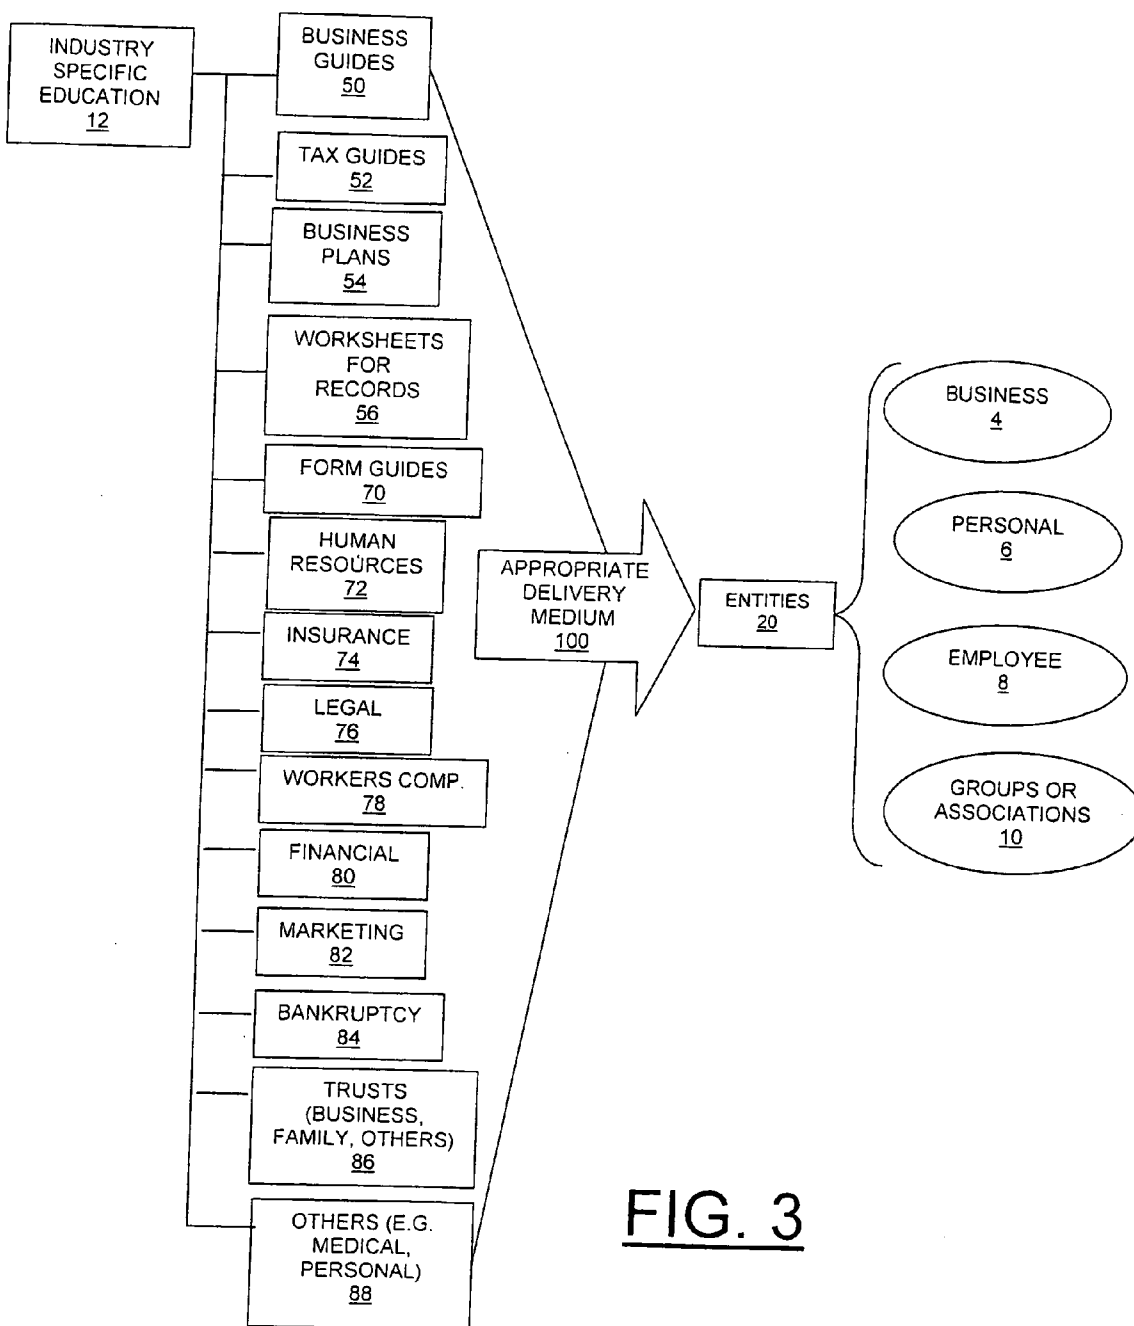 INDUSTRY
SPECIFIC
EDUCATION
12
BUSINESS
GUIDES
50
TAX GUIDES
52
BUSINESS
PLANS
54
WORKSHEETS
FOR
RECORDS
56
FORM GUIDES
70
HUMAN
RESOURCES
72
INSURANCE
74
LEGAL
76
WORKERS COMP.
78
FINANCIAL
80
MARKETING
82
BANKRUPTCY
84
TRUSTS
(BUSINESS,
FAMILY, OTHERS)
86
OTHERS (E.G.
MEDICAL,
PERSONAL)
88
APPROPRIATE
DELIVERY
MEDIUM
100
ENTITIES
20
BUSINESS
4
PERSONAL
6
EMPLOYEE
8
GROUPS OR
ASSOCIATIONS
10
FIG. 3